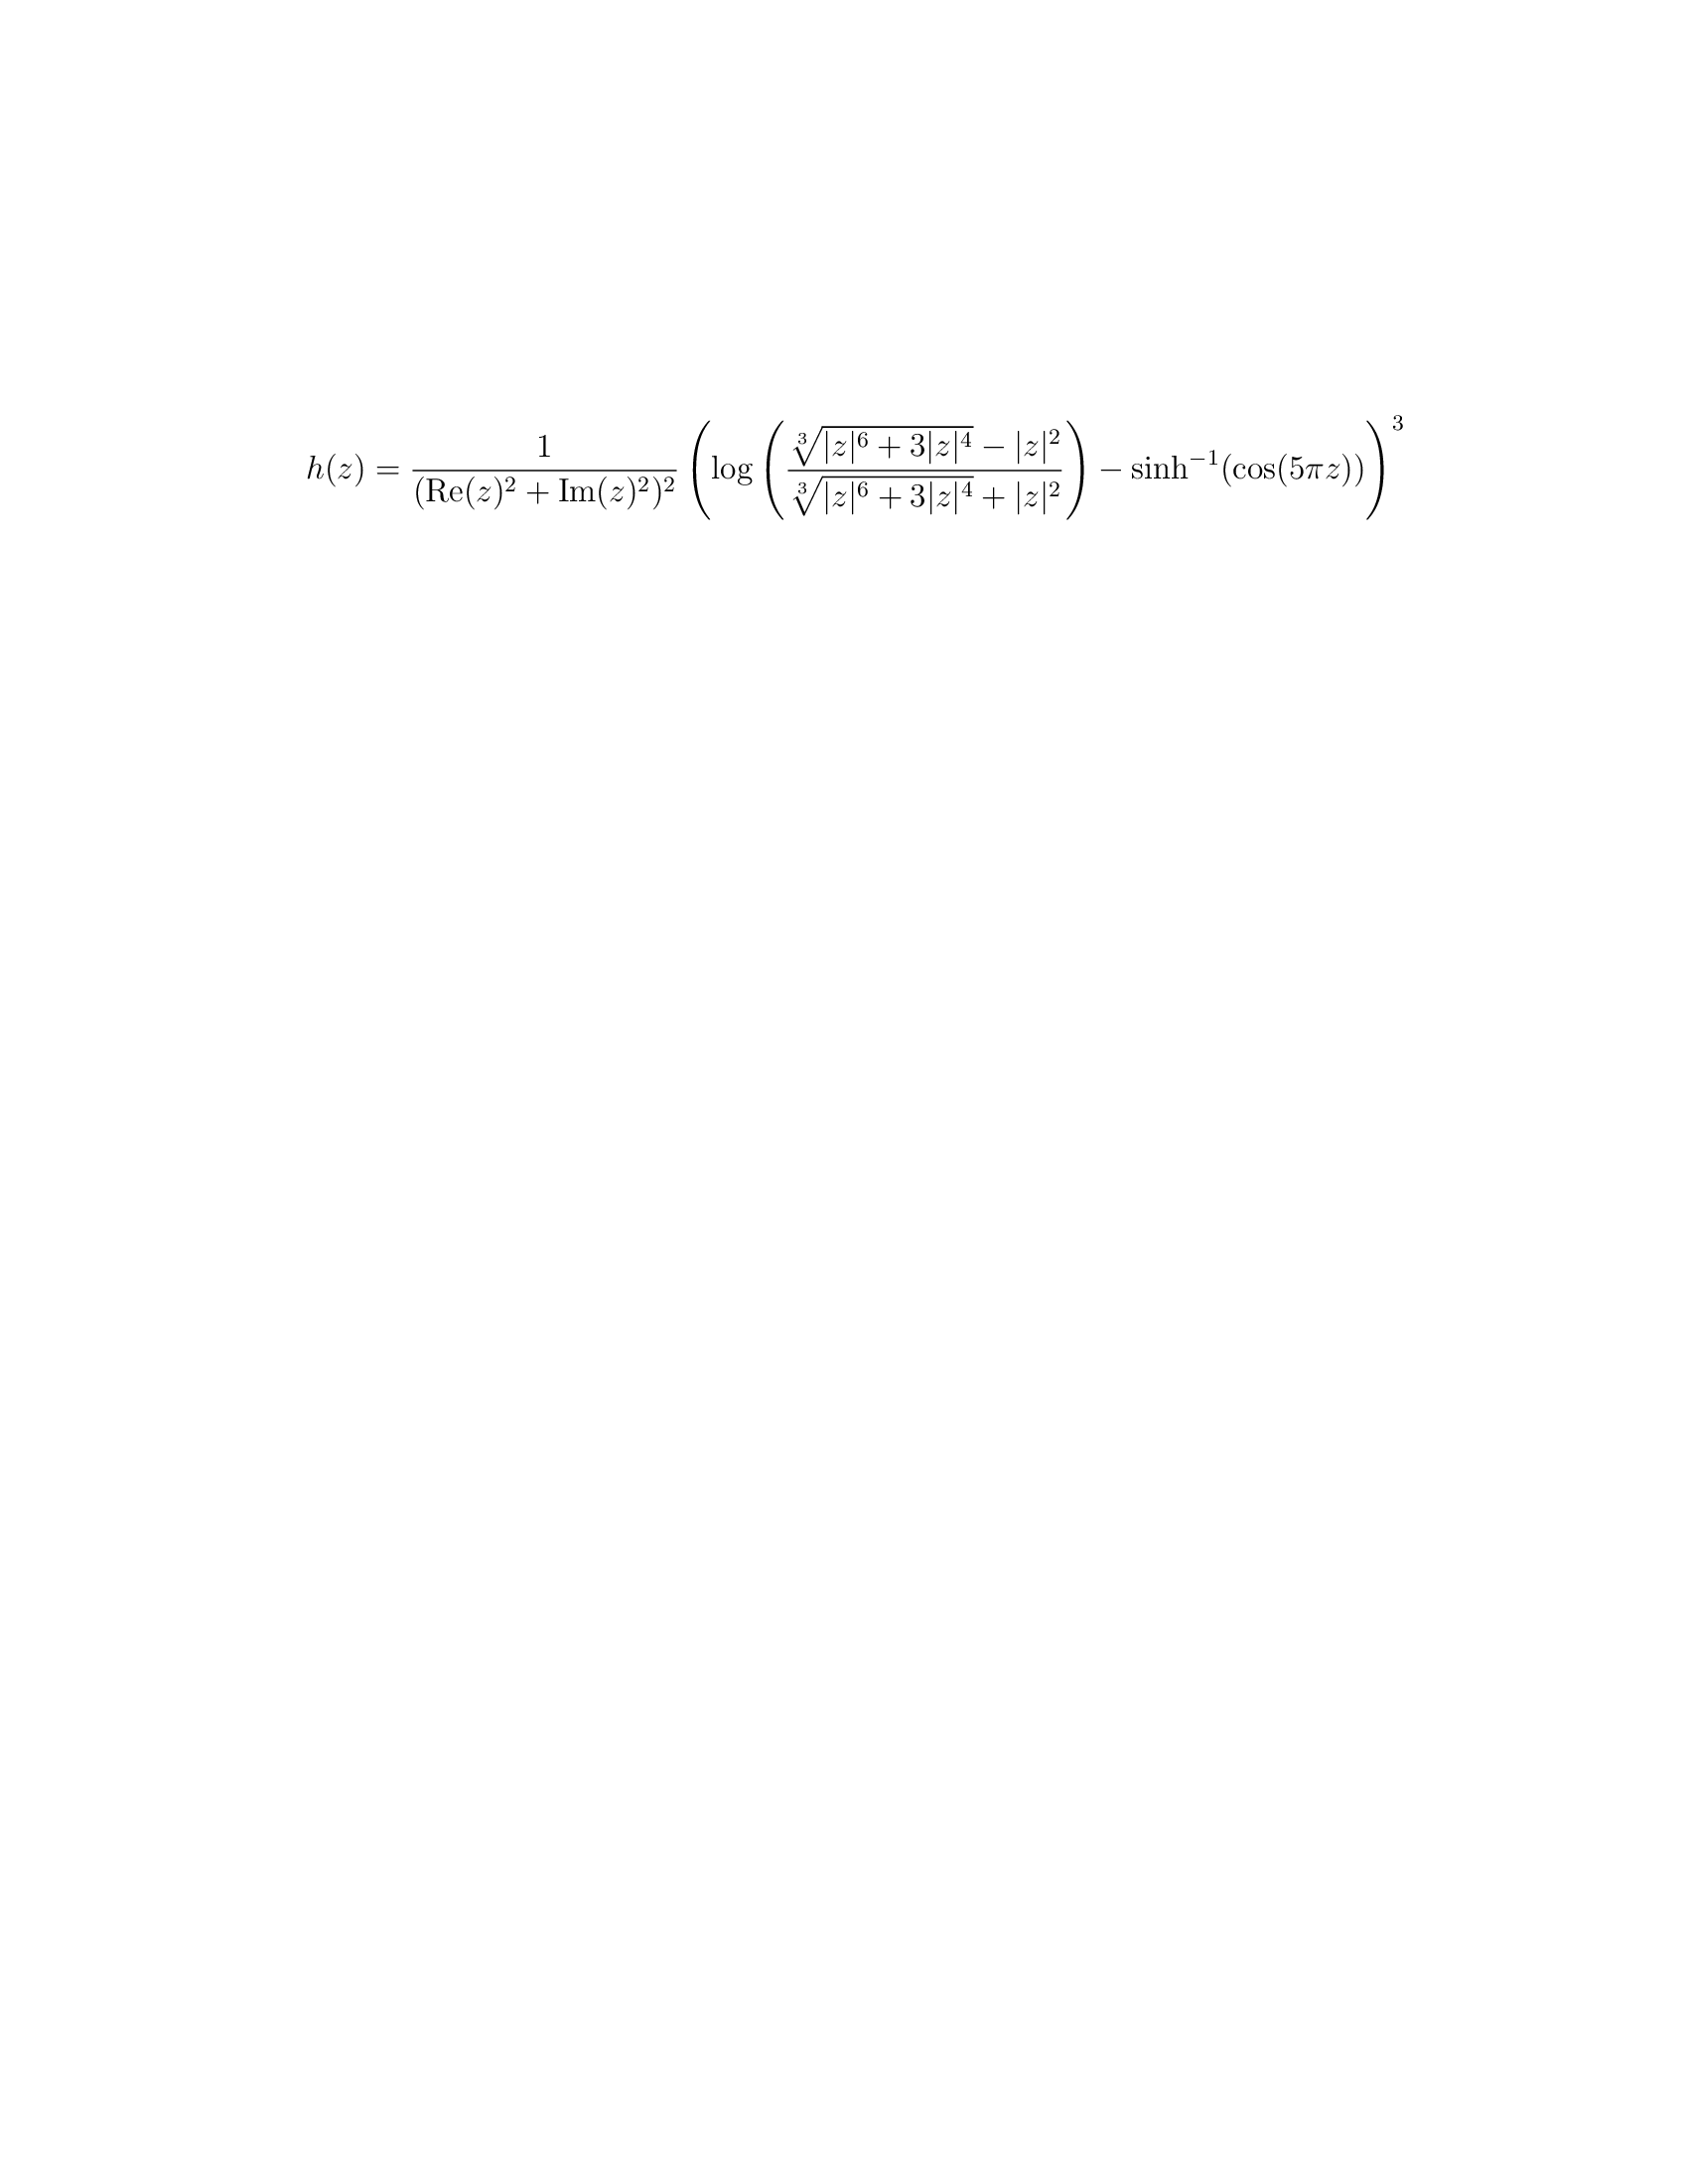 h(z) = \frac{1}{(\mathrm{Re}(z)^2 + \mathrm{Im}(z)^2)^2} \left( \log \left( \frac{\sqrt[3]{|z|^6 + 3|z|^4} - |z|^2}{\sqrt[3]{|z|^6 + 3|z|^4} + |z|^2} \right) - \sinh^{-1}(\cos(5\pi z)) \right)^3